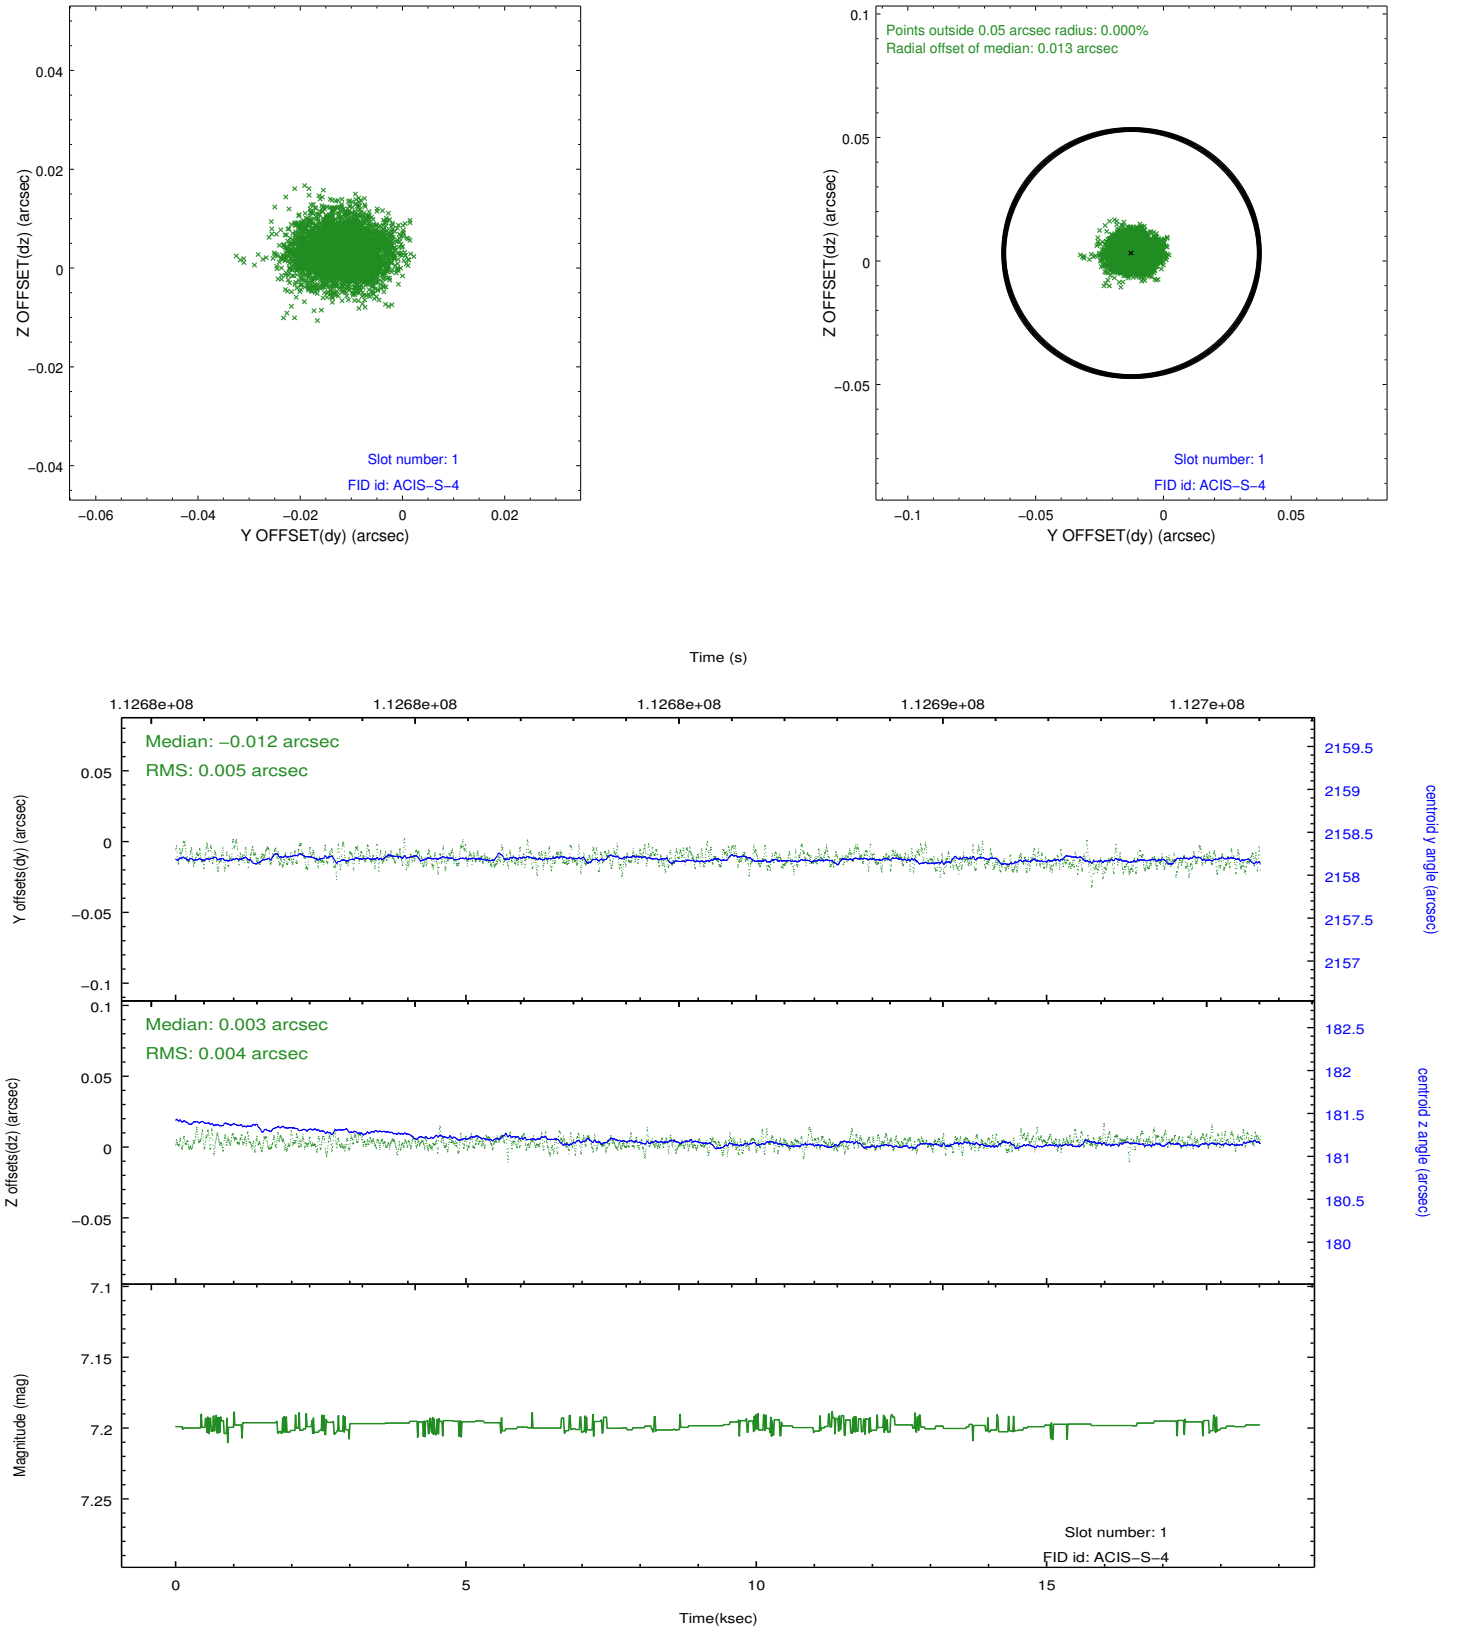 0.04
0.02
0
−0.02
−0.04
Z OFFSET(dz) (arcsec)
Slot number: 1
FID id: ACIS−S−4
−0.06
−0.04
−0.02
0
0.02
Y OFFSET(dy) (arcsec)
0.1
0.05
0
−0.05
Z OFFSET(dz) (arcsec)
Points outside 0.05 arcsec radius: 0.000%
Radial offset of median: 0.013 arcsec
Slot number: 1
FID id: ACIS−S−4
−0.1
−0.05
0
0.05
Y OFFSET(dy) (arcsec)
Time (s)
1.1268e+08
1.1268e+08
1.1268e+08
1.1269e+08
1.127e+08
Median: −0.012 arcsec
RMS: 0.005 arcsec
0.05
0
−0.05
−0.1
Y offsets(dy) (arcsec)
2159.5
2159
2158.5
2158
2157.5
2157
centroid y angle (arcsec)
Median: 0.003 arcsec
RMS: 0.004 arcsec
0.1
0.05
0
−0.05
Z offsets(dz) (arcsec)
182.5
182
181.5
181
180.5
180
centroid z angle (arcsec)
7.1
7.15
7.2
7.25
Magnitude (mag)
Slot number: 1
FID id: ACIS−S−4
0
5
10
15
Time(ksec)